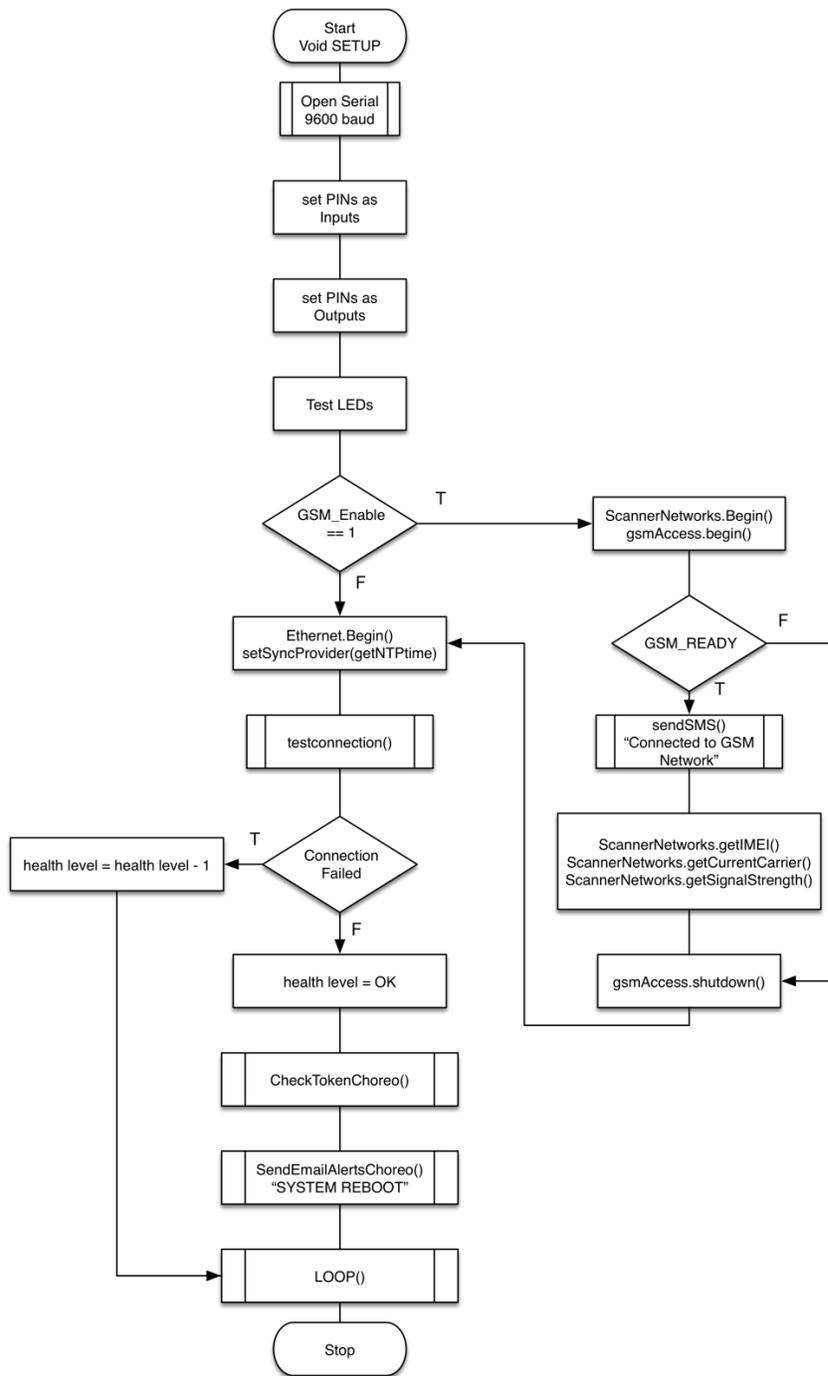 Start
Void SETUP
Open Serial
9600 baud
set PINs as
Inputs
set PINs as
Outputs
Test LEDs
GSM_Enable
== 1
T
F
ScannerNetworks.Begin()
gsmAccess.begin()
GSM_READY
F
T
sendSMS()
“Connected to GSM
Network”
ScannerNetworks.getIMEI()
ScannerNetworks.getCurrentCarrier()
ScannerNetworks.getSignalStrength()
gsmAccess.shutdown()
Ethernet.Begin()
setSyncProvider(getNTPtime)
testconnection()
Connection
Failed
T
health level = health level - 1
F
health level = OK
CheckTokenChoreo()
SendEmailAlertsChoreo()
“SYSTEM REBOOT”
LOOP()
Stop